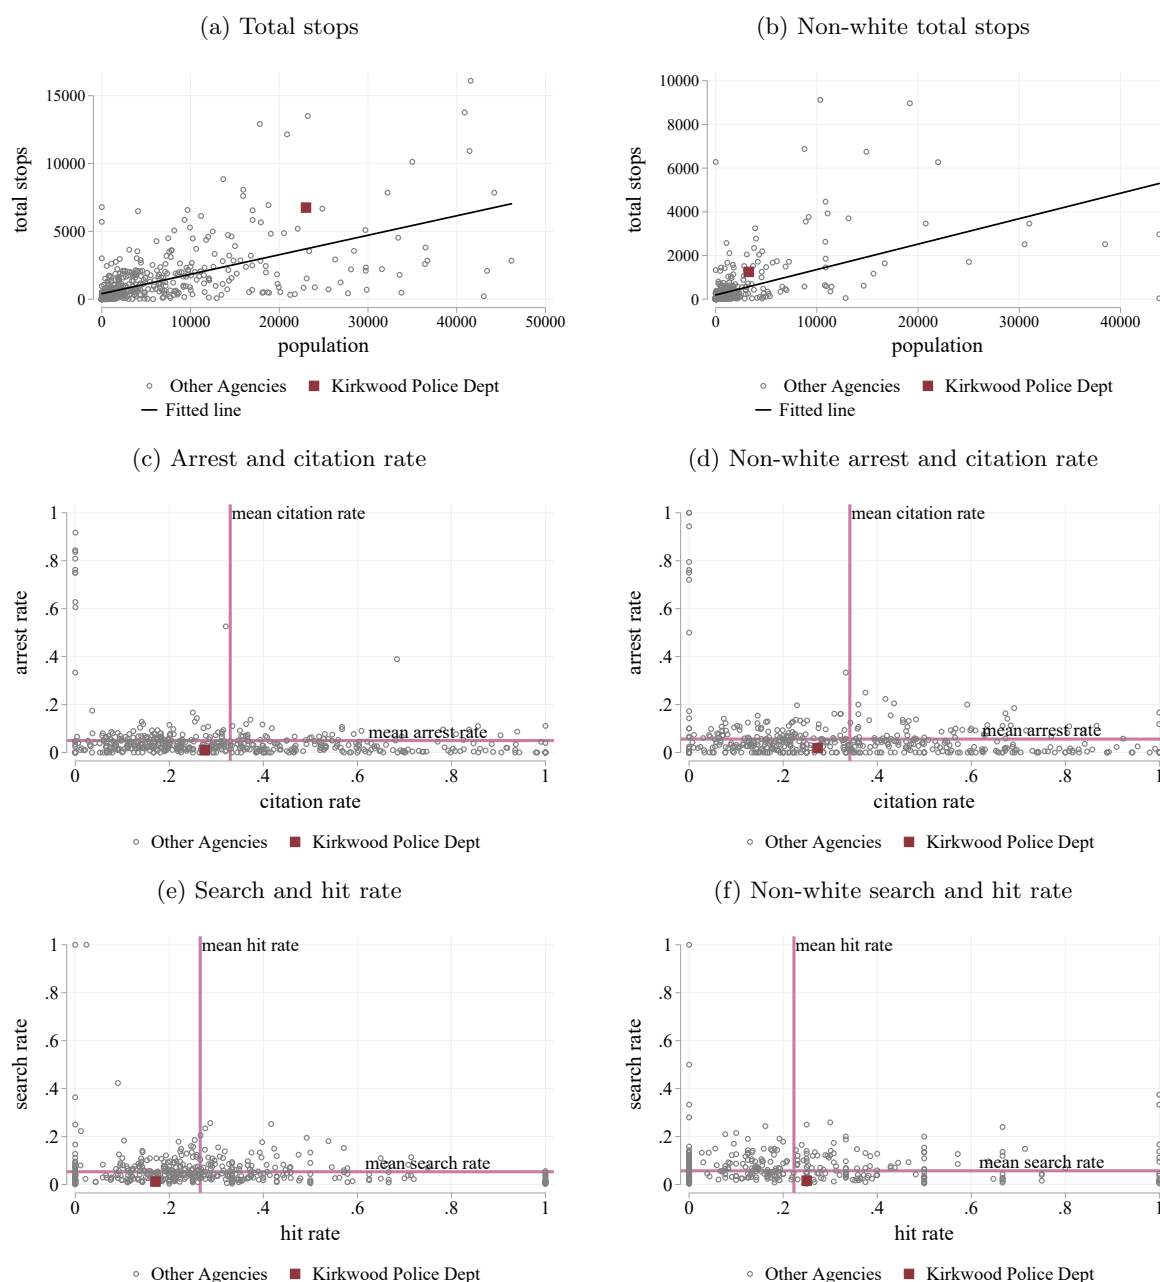 (a) Total stops
(b) Non-white total stops
15000
10000
5000
0
total stops
0 10000 20000 30000 40000 50000
population
Other Agencies Kirkwood Police Dept
Fitted line
10000
8000
6000
4000
2000
0
total stops
0 10000 20000 30000 40000
population
Other Agencies Kirkwood Police Dept
Fitted line
(c) Arrest and citation rate
(d) Non-white arrest and citation rate
mean citation rate
1
.8
.6
.4
.2
0
arrest rate
mean arrest rate
0 .2 .4 .6 .8 1
citation rate
Other Agencies Kirkwood Police Dept
mean citation rate
1
.8
.6
.4
.2
0
arrest rate
mean arrest rate
0 .2 .4 .6 .8 1
citation rate
Other Agencies Kirkwood Police Dept
(e) Search and hit rate
(f) Non-white search and hit rate
mean hit rate
1
.8
.6
.4
.2
0
search rate
mean search rate
0 .2 .4 .6 .8 1
hit rate
Other Agencies Kirkwood Police Dept
mean hit rate
1
.8
.6
.4
.2
0
search rate
mean search rate
0 .2 .4 .6 .8 1
hit rate
Other Agencies Kirkwood Police Dept